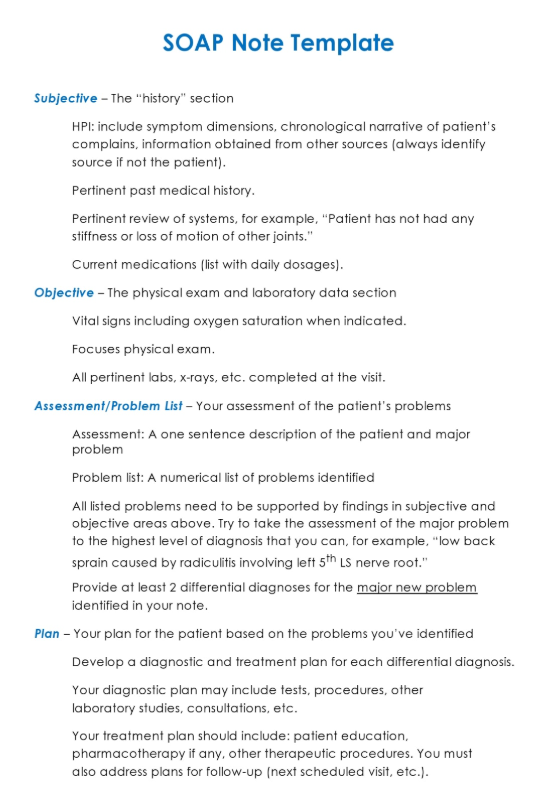 SOAP Note Template
Subjective – The “history” section
HPI: include symptom dimensions, chronological narrative of patient’s
complains, information obtained from other sources (always identify
source if not the patient).
Pertinent past medical history.
Pertinent review of systems, for example, “Patient has not had any
stiffness or loss of motion of other joints.”
Current medications (list with daily dosages).
Objective – The physical exam and laboratory data section
Vital signs including oxygen saturation when indicated.
Focuses physical exam.
All pertinent labs, x-rays, etc. completed at the visit.
Assessment/Problem List – Your assessment of the patient’s problems
Assessment: A one sentence description of the patient and major
problem
Problem list: A numerical list of problems identified
All listed problems need to be supported by findings in subjective and
objective areas above. Try to take the assessment of the major problem
to the highest level of diagnosis that you can, for example, “low back
sprain caused by radiculitis involving left 5th LS nerve root.”
Provide at least 2 differential diagnoses for the major new problem
identified in your note.
Plan – Your plan for the patient based on the problems you’ve identified
Develop a diagnostic and treatment plan for each differential diagnosis.
Your diagnostic plan may include tests, procedures, other
laboratory studies, consultations, etc.
Your treatment plan should include: patient education,
pharmacotherapy if any, other therapeutic procedures. You must
also address plans for follow-up (next scheduled visit, etc.).